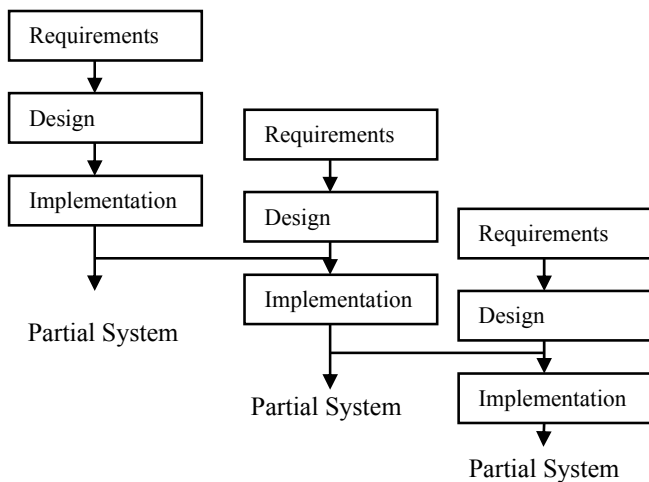 Requirements
Design
Implementation
Partial System
Requirements
Design
Implementation
Partial System
Requirements
Design
Implementation
Partial System